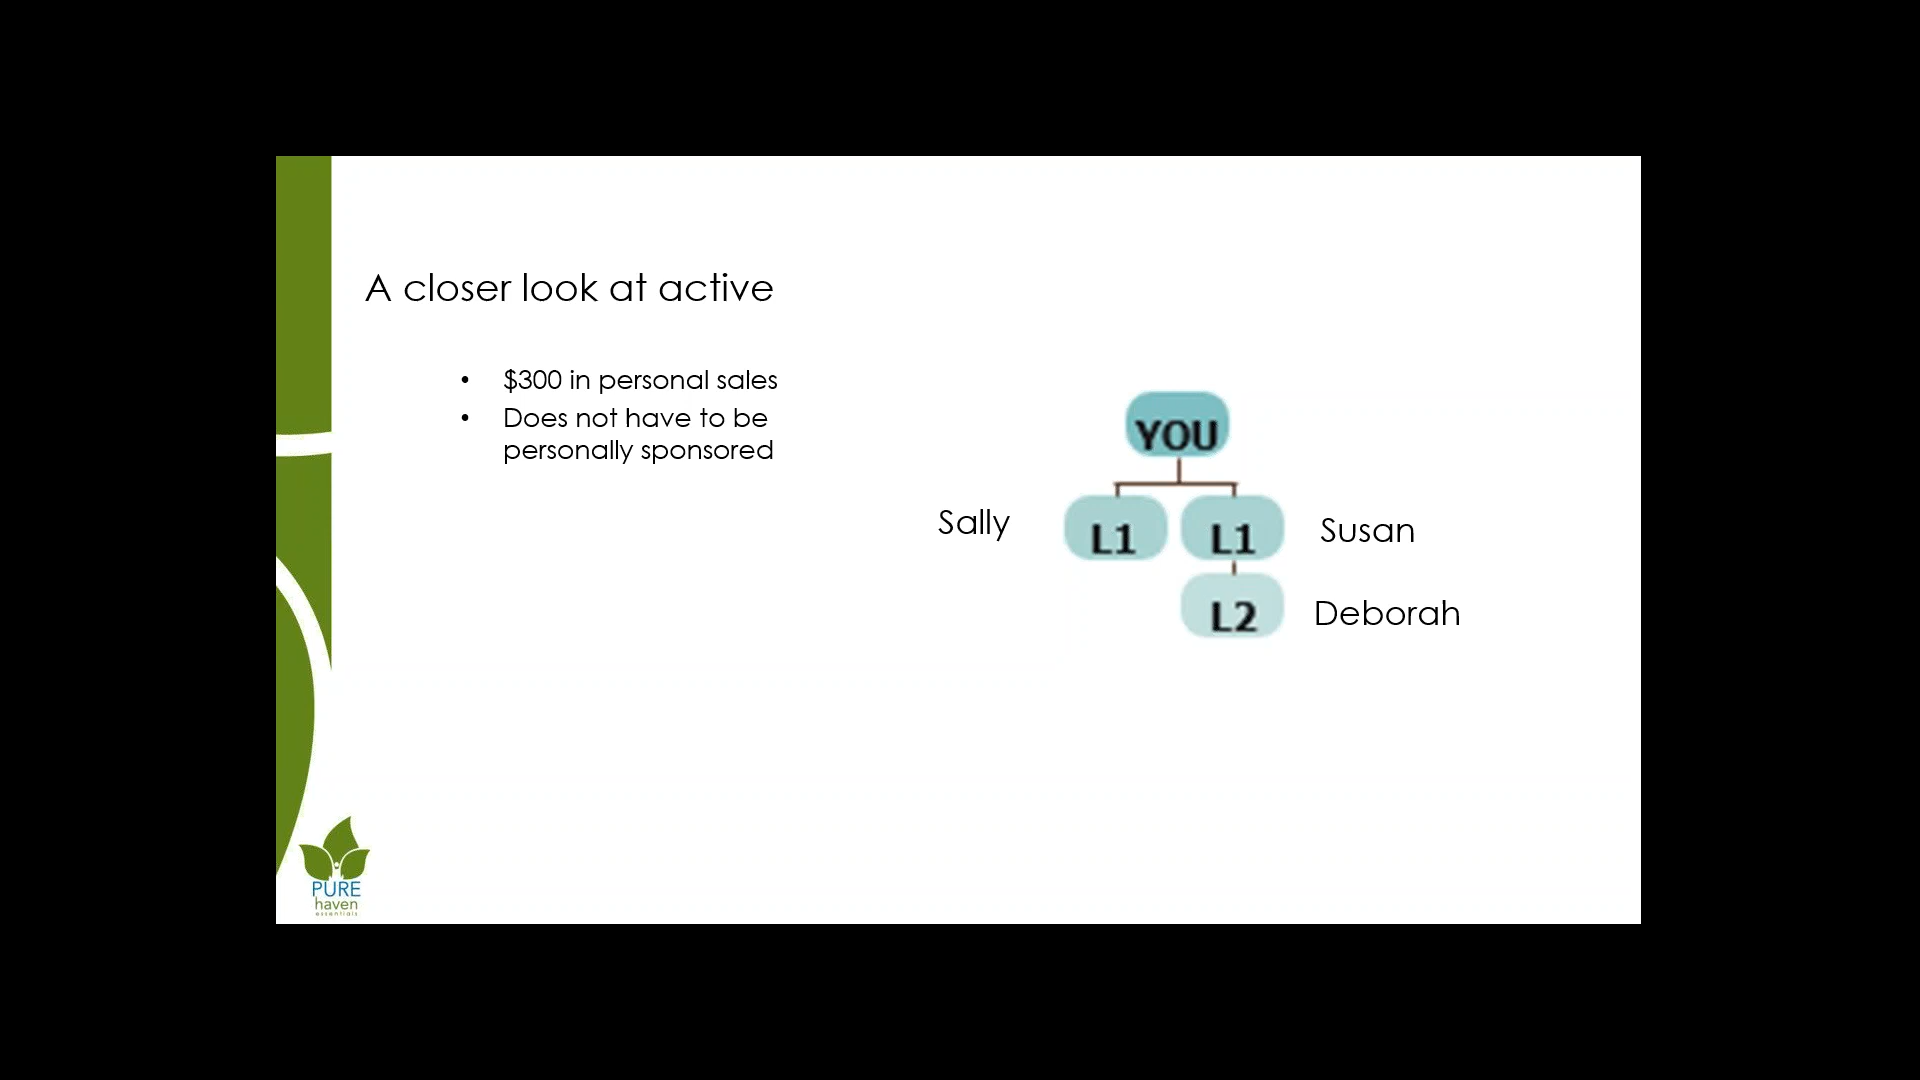 A closer look at active
• $300 in personal sales
• Does not have to be
personally sponsored
YOU
Sally
L1
L1
Susan
L2
Deborah
PURE
haven
essentials